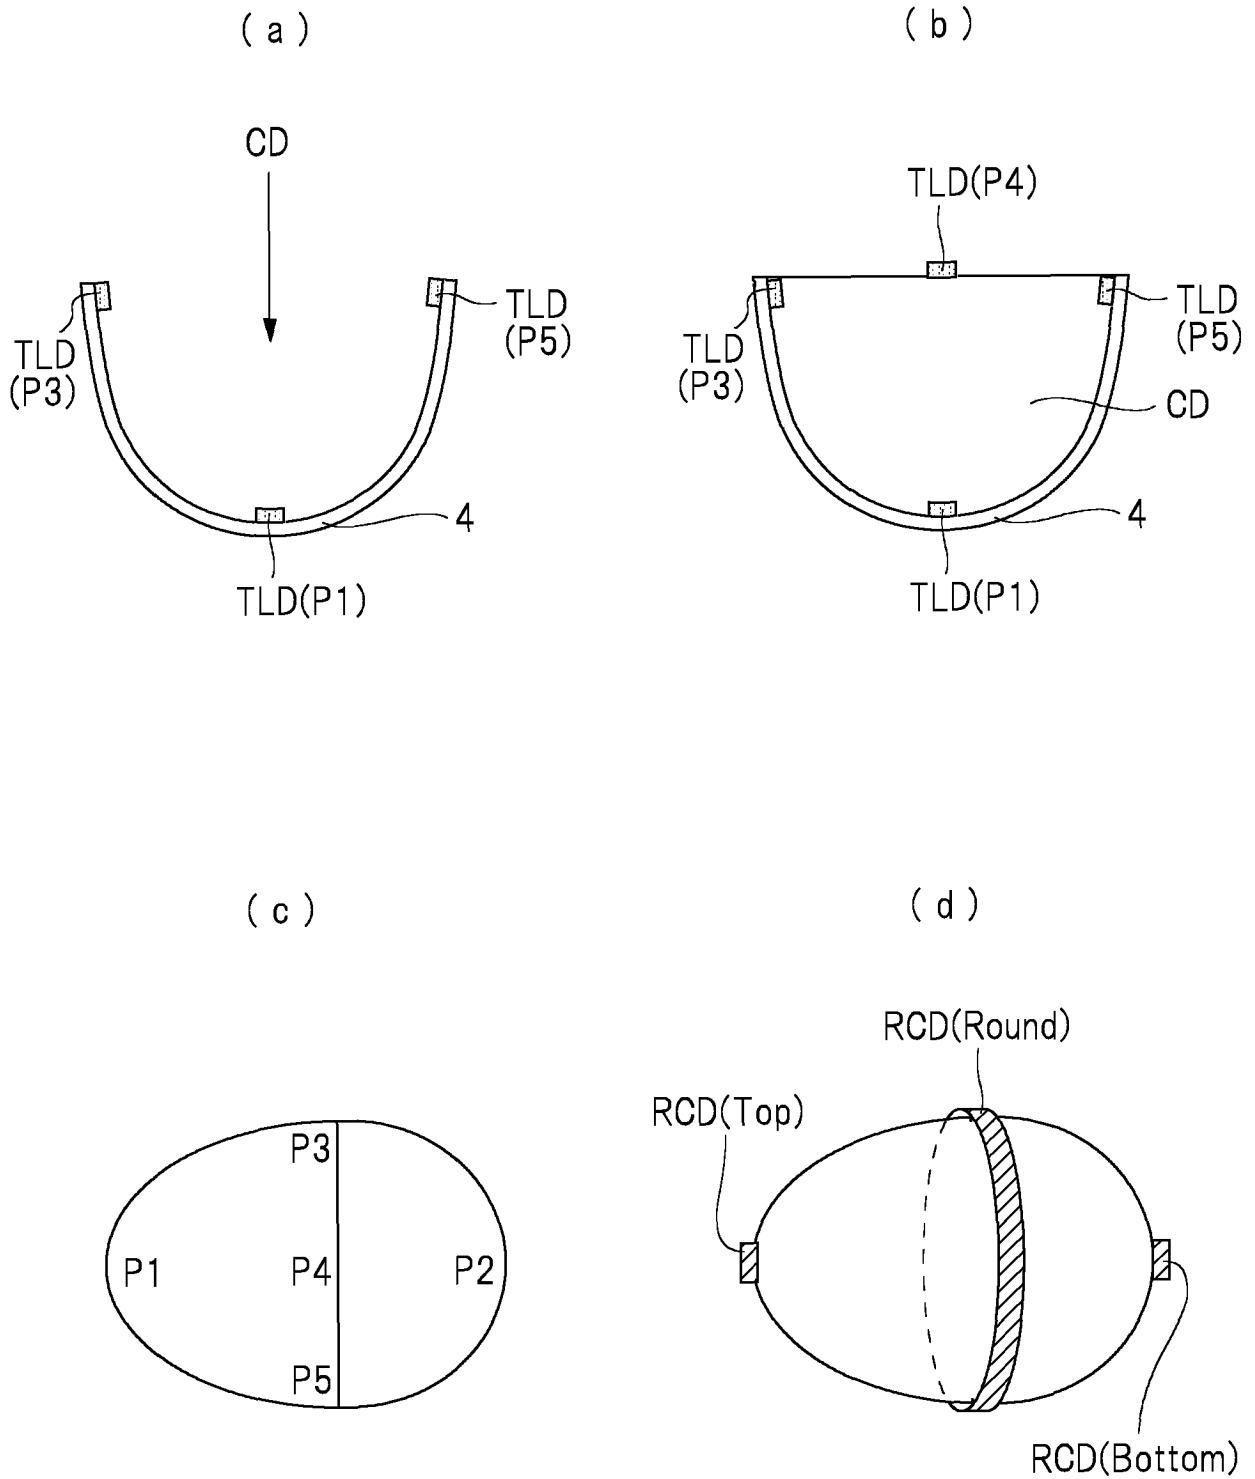 ( a )
CD
TLD
(P3)
TLD
(P5)
4
TLD(P1)
( b )
TLD(P4)
TLD
(P3)
TLD
(P5)
CD
4
TLD(P1)
( c )
P3
P1
P4
P2
P5
( d )
RCD(Round)
RCD(Top)
RCD(Bottom)